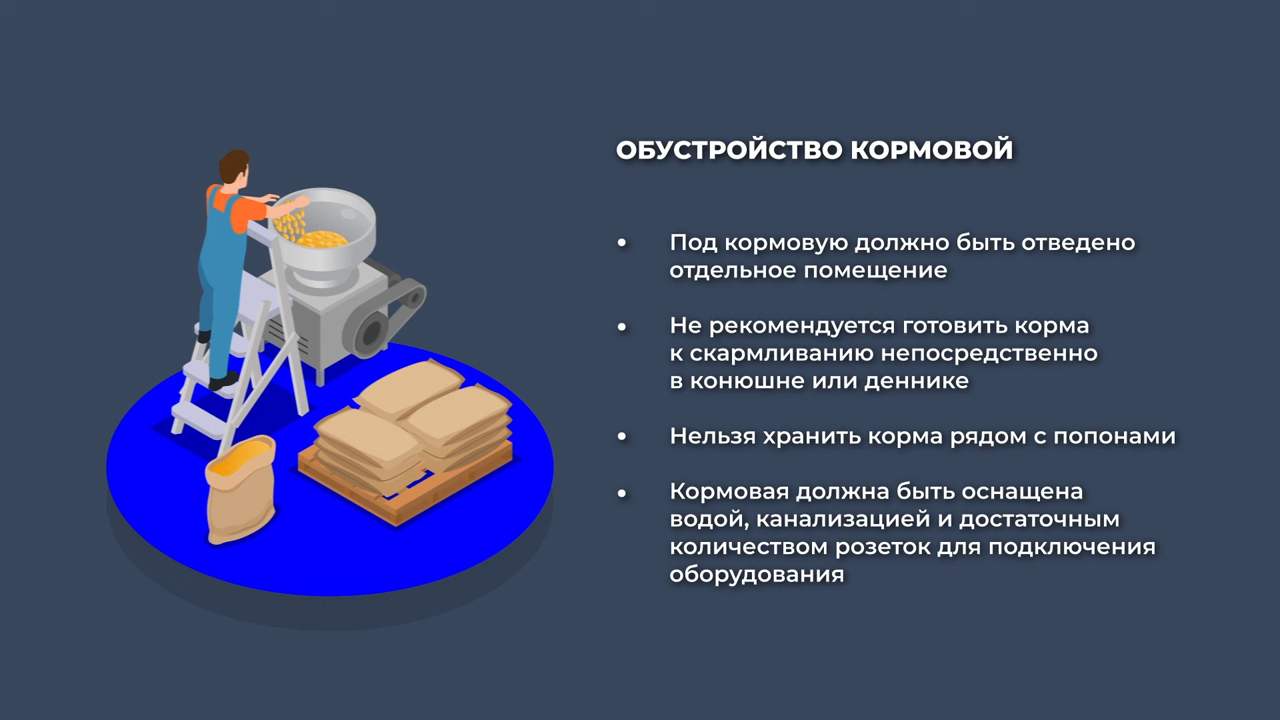 ОБУСТРОЙСТВО КОРМОВОЙ
• Под кормовую должно быть отведено
отдельное помещение
• Не рекомендуется готовить корма
к скармливанию непосредственно
в конюшне или деннике
• Нельзя хранить корма рядом с попонами
• Кормовая должна быть оснащена
водой, канализацией и достаточным
количеством розеток для подключения
оборудования